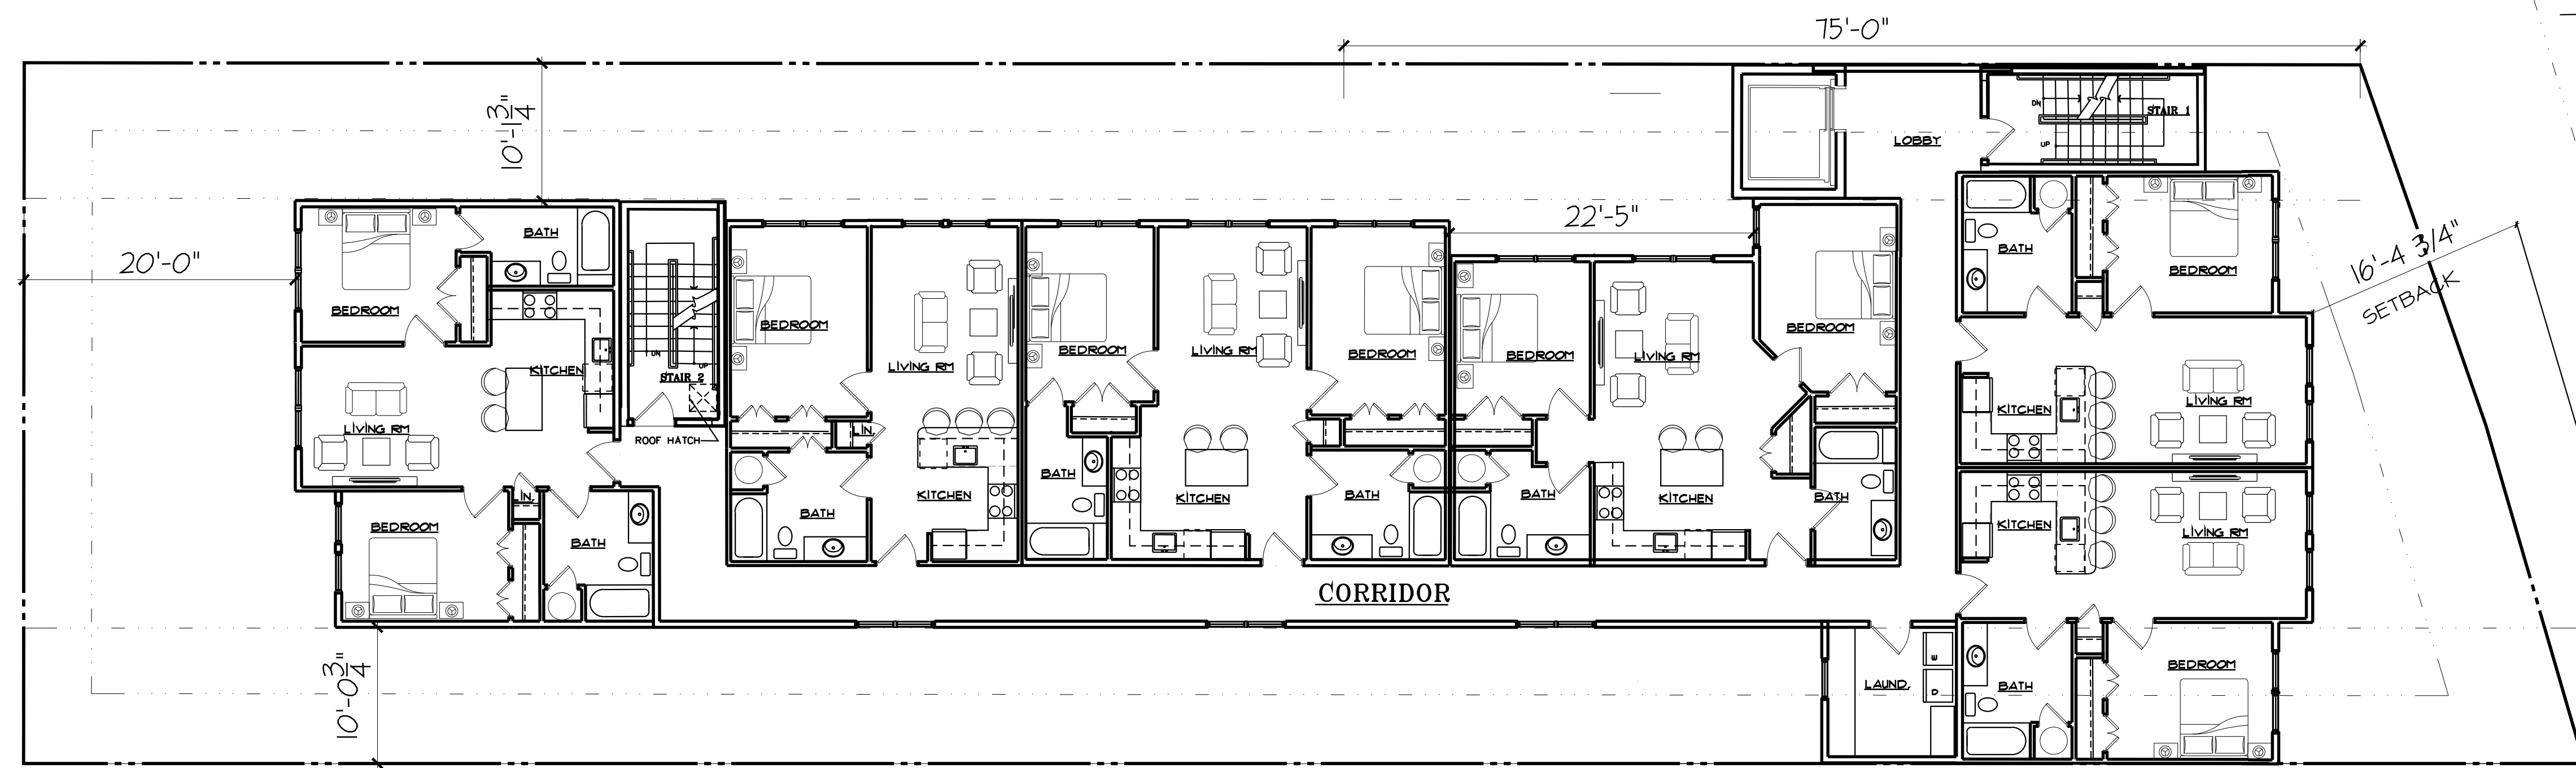 75'-0"
10'-1 3/4"
STAIR 1
DN
UP
LOBBY
22'-5"
20'-0"
16'-4 3/4"
SETBACK
BATH
BEDROOM
KITCHEN
LIVING RM
DN
UP
STAIR 2
ROOF HATCH
BEDROOM
LIVING RM
LIN.
KITCHEN
BATH
BEDROOM
LIVING RM
BEDROOM
BATH
KITCHEN
BATH
BEDROOM
LIVING RM
BEDROOM
BATH
KITCHEN
BATH
BATH
BEDROOM
KITCHEN
LIVING RM
KITCHEN
LIVING RM
LIN.
BEDROOM
BATH
CORRIDOR
10'-0 3/4"
LAUND.
W
D
BATH
BEDROOM